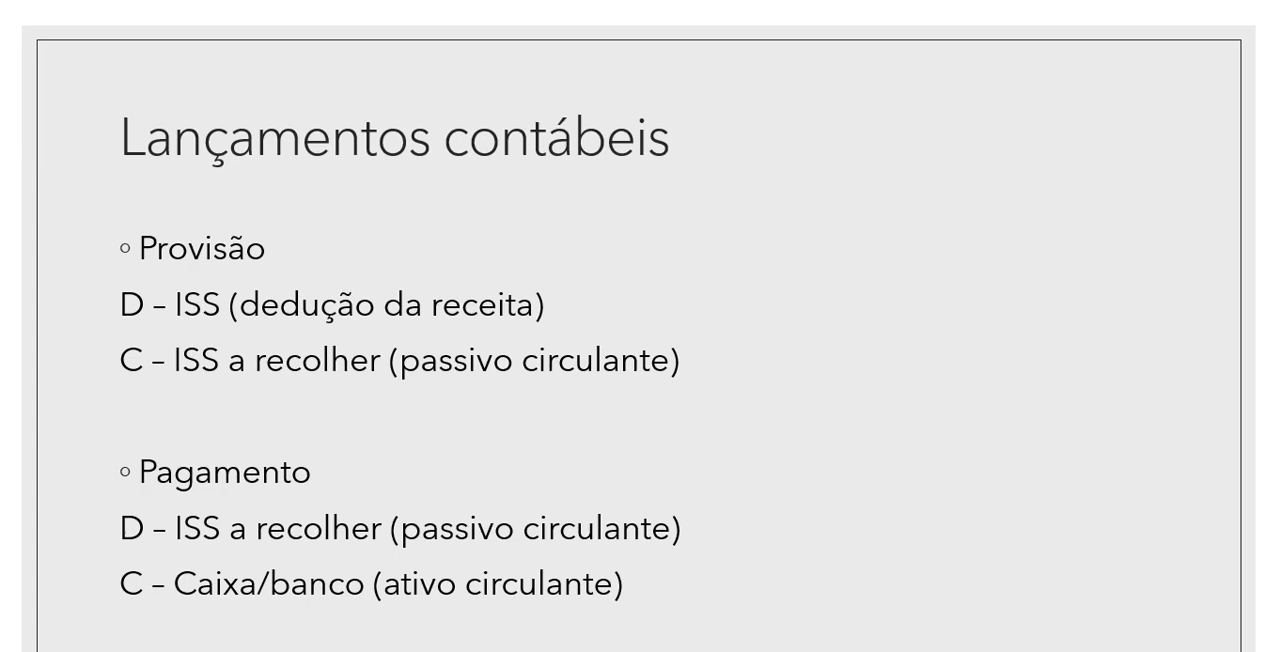 Lançamentos contábeis
◦ Provisão
D – ISS (dedução da receita)
C – ISS a recolher (passivo circulante)
◦ Pagamento
D – ISS a recolher (passivo circulante)
C – Caixa/banco (ativo circulante)